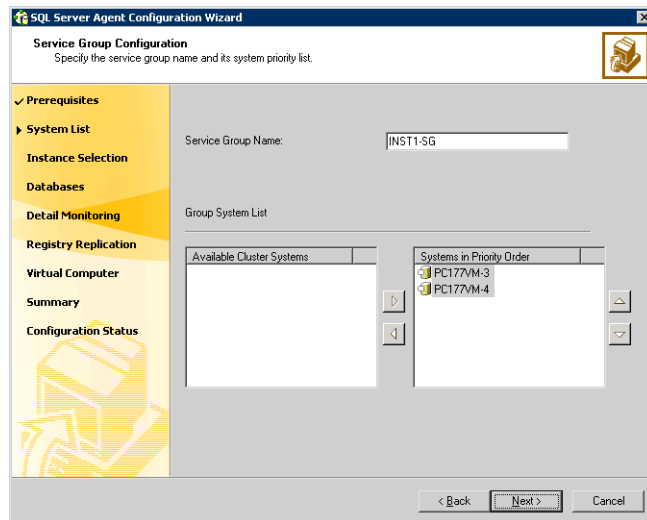 SQL Server Agent Configuration Wizard
Service Group Configuration
Specify the service group name and its system priority list.
Prerequisites
System List
Instance Selection
Databases
Detail Monitoring
Registry Replication
Virtual Computer
Summary
Configuration Status
Service Group Name:
INST1-SG
Group System List
Available Cluster Systems
Systems in Priority Order
PC177VM-3
PC177VM-4
< Back
Next >
Cancel